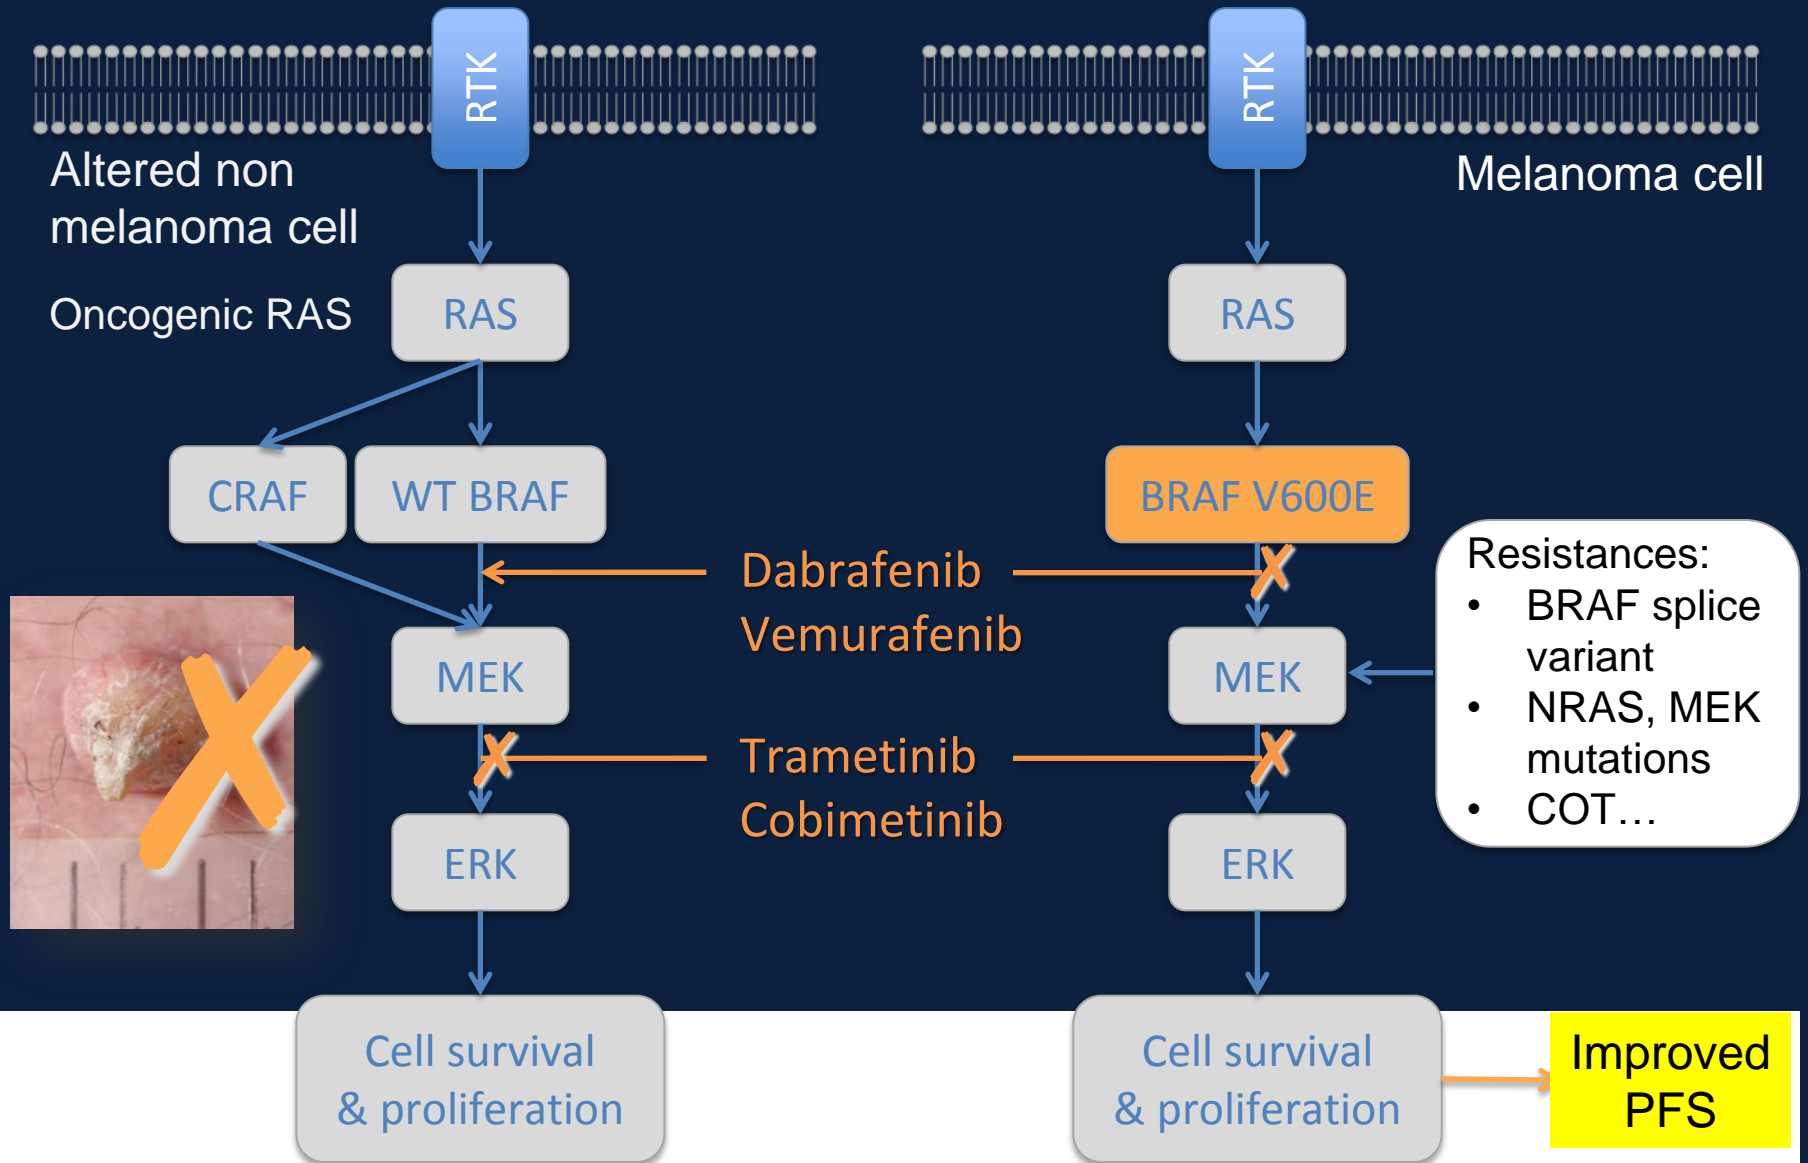 RTK
RTK
Altered non
melanoma cell
Melanoma cell
Oncogenic RAS
RAS
RAS
CRAF
WT BRAF
BRAF V600E
Dabrafenib
Vemurafenib
Resistances:
• BRAF splice
variant
• NRAS, MEK
mutations
• COT…
MEK
MEK
Trametinib
Cobimetinib
ERK
ERK
Cell survival
& proliferation
Cell survival
& proliferation
Improved
PFS